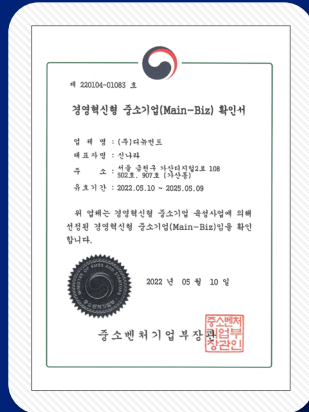 제 220104-01083 호
경영혁신형 중소기업(Main-Biz) 확인서
업 체 명 : (주)디뉴먼트
대표자명 : 신나라
주 소 : 서울 금천구 가산디지털2로 108
502호, 907호 (가산동)
유효기간 : 2022.05.10 ~ 2025.05.09
위 업체는 경영혁신형 중소기업 육성사업에 의해
선정된 경영혁신형 중소기업(Main-Biz)임을 확인
합니다.
2022 년 05 월 10 일
중소벤처기업부장관
중소벤처
기업부
장관인